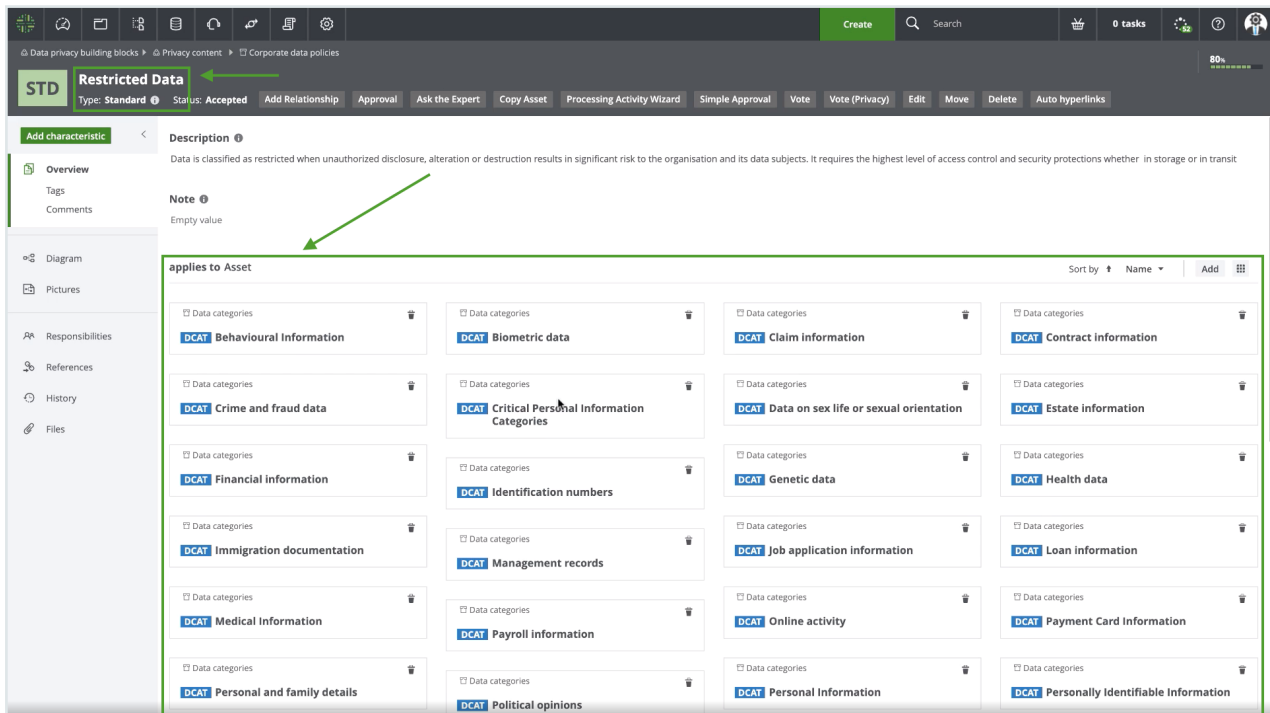 Create
Search
0 tasks
52
Data privacy building blocks
Privacy content
Corporate data policies
80%
STD
Restricted Data
Type: Standard
Status: Accepted
Add Relationship
Approval
Ask the Expert
Copy Asset
Processing Activity Wizard
Simple Approval
Vote
Vote (Privacy)
Edit
Move
Delete
Auto hyperlinks
Add characteristic
Overview
Tags
Comments
Diagram
Pictures
Responsibilities
References
History
Files
Description
Data is classified as restricted when unauthorized disclosure, alteration or destruction results in significant risk to the organisation and its data subjects. It requires the highest level of access control and security protections whether in storage or in transit
Note
Empty value
applies to Asset
Sort by
Name
Add
Data categories
DCAT Behavioural Information
Data categories
DCAT Biometric data
Data categories
DCAT Claim information
Data categories
DCAT Contract information
Data categories
DCAT Crime and fraud data
Data categories
DCAT Critical Personal Information
Categories
Data categories
DCAT Data on sex life or sexual orientation
Data categories
DCAT Estate information
Data categories
DCAT Financial information
Data categories
DCAT Identification numbers
Data categories
DCAT Genetic data
Data categories
DCAT Health data
Data categories
DCAT Immigration documentation
Data categories
DCAT Management records
Data categories
DCAT Job application information
Data categories
DCAT Loan information
Data categories
DCAT Medical Information
Data categories
DCAT Payroll information
Data categories
DCAT Online activity
Data categories
DCAT Payment Card Information
Data categories
DCAT Personal and family details
Data categories
DCAT Political opinions
Data categories
DCAT Personal Information
Data categories
DCAT Personally Identifiable Information